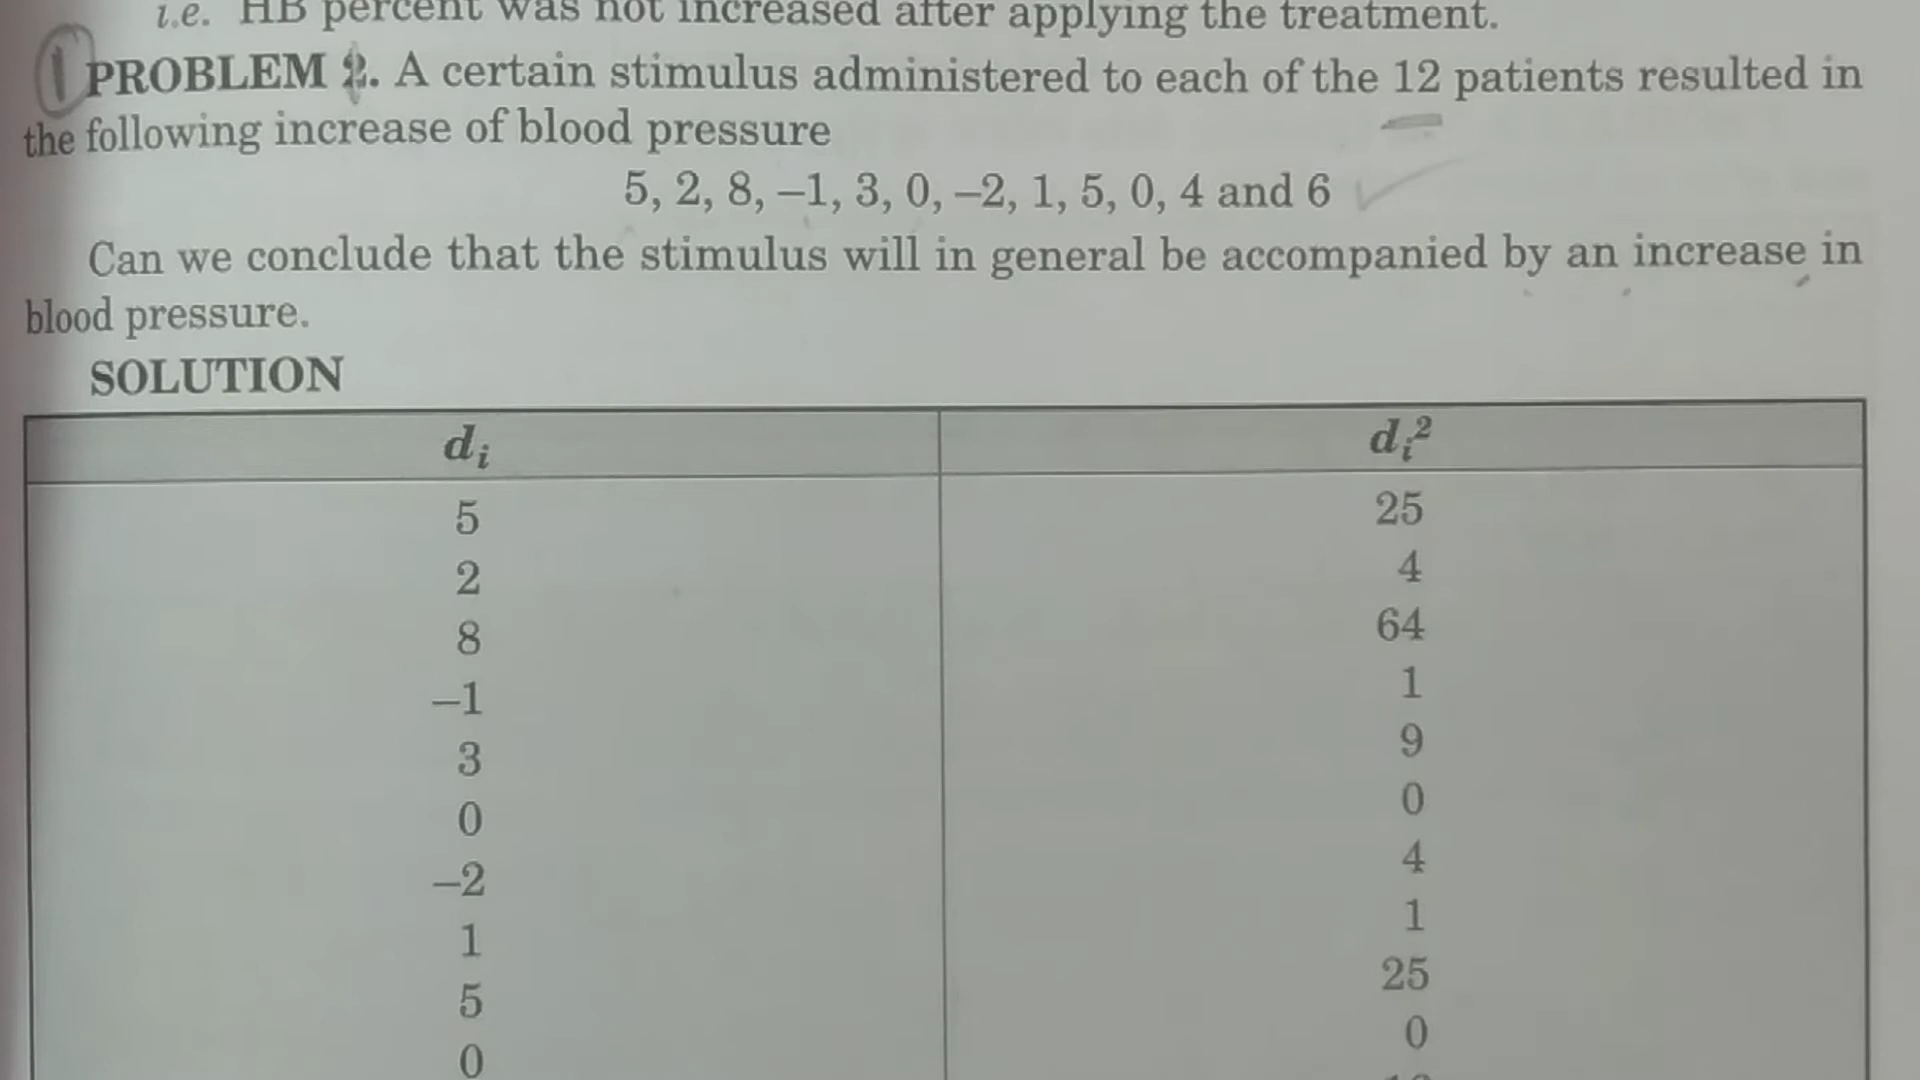 i.e. HB percent was not increased after applying the treatment.
1 PROBLEM 2. A certain stimulus administered to each of the 12 patients resulted in
the following increase of blood pressure
5, 2, 8, –1, 3, 0, –2, 1, 5, 0, 4 and 6
Can we conclude that the stimulus will in general be accompanied by an increase in
blood pressure.
SOLUTION
dᵢ dᵢ²
5 25
2 4
8 64
–1 1
3 9
0 0
–2 4
1 1
5 25
0 0